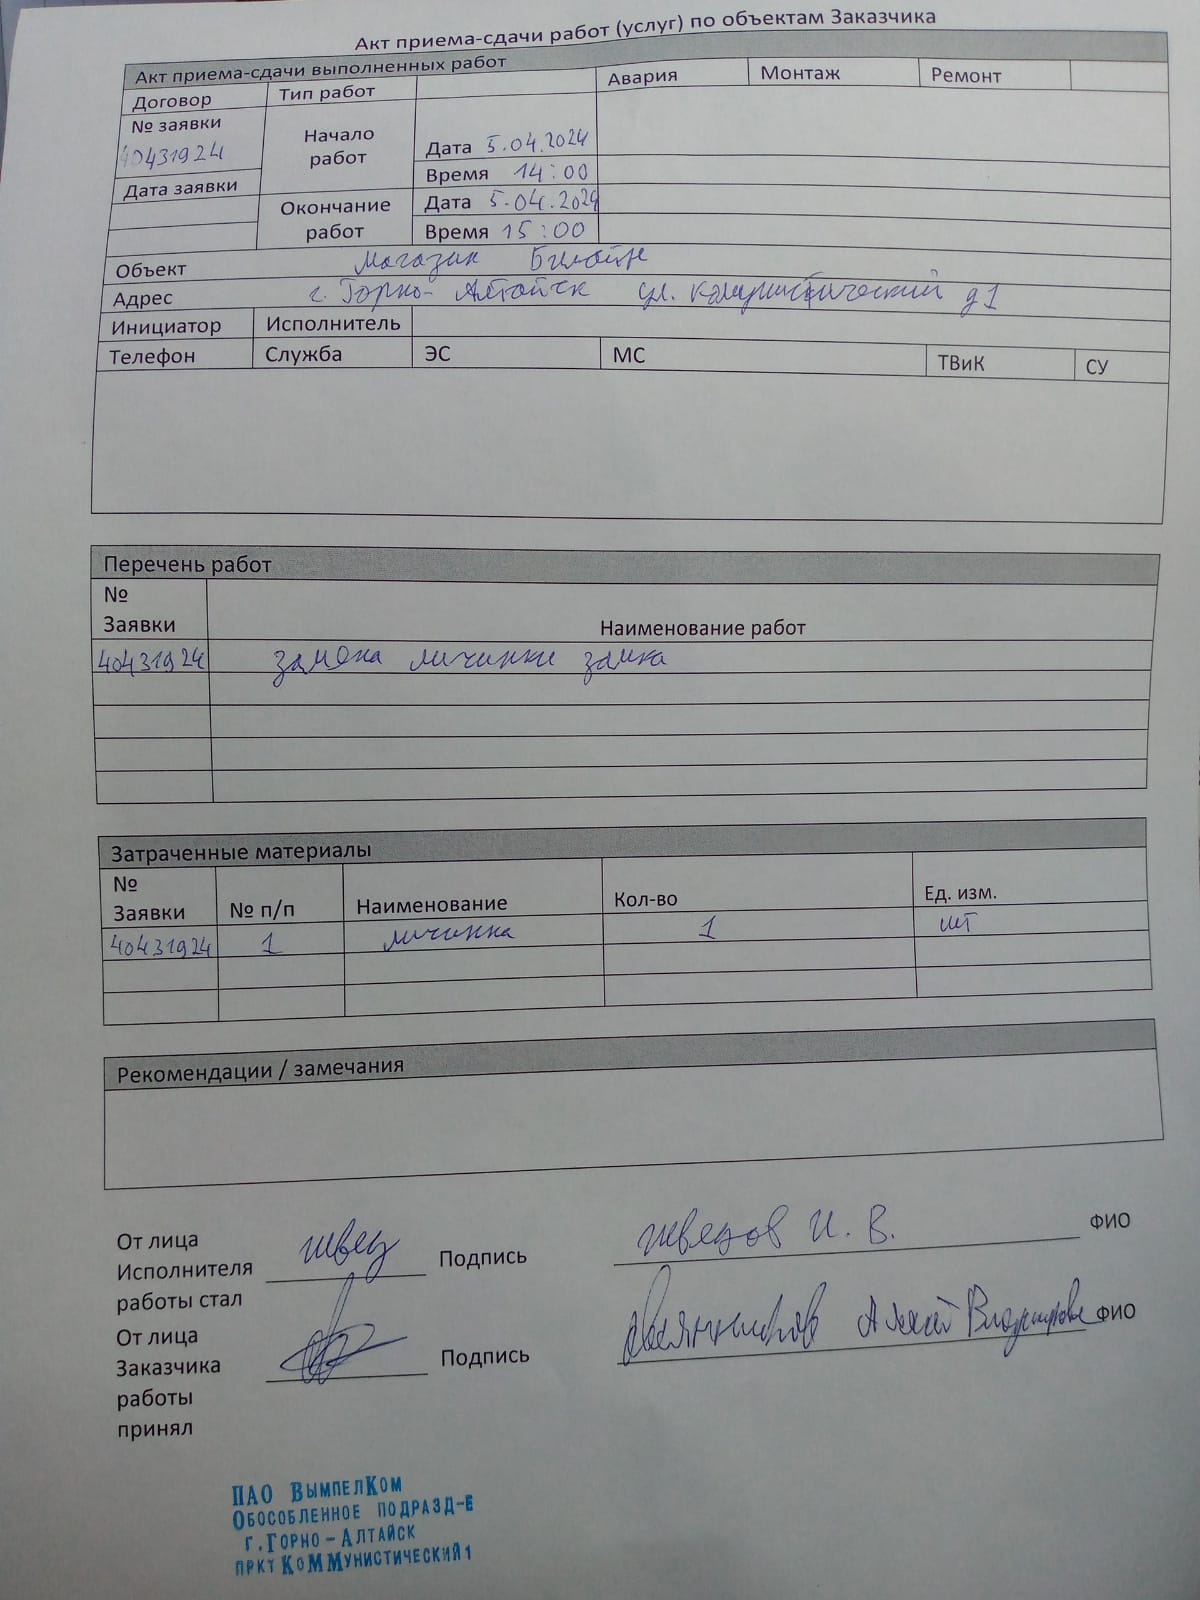 Акт приема-сдачи работ (услуг) по объектам Заказчика
Акт приема-сдачи выполненных работ
Договор Тип работ Авария Монтаж Ремонт
№ заявки 40431924
Начало работ Дата 5.04.2024
Время 14:00
Дата заявки
Окончание работ Дата 5.04.2024
Время 15:00
Объект магазин Билайн
Адрес г. Горно-Алтайск ул. коммунистический д1
Инициатор Исполнитель
Телефон Служба ЭС МС ТВиК СУ
Перечень работ
№ Заявки Наименование работ
40431924 замена личинки замка
Затраченные материалы
№ Заявки № п/п Наименование Кол-во Ед. изм.
40431924 1 личинка 1 шт
Рекомендации / замечания
От лица Исполнителя работы стал Подпись Швецов И. В. ФИО
От лица Заказчика работы принял Подпись Владимирович ФИО
ПАО ВымпелКом
Обособленное подразд-е
г. Горно-Алтайск
пркт Коммунистический 1